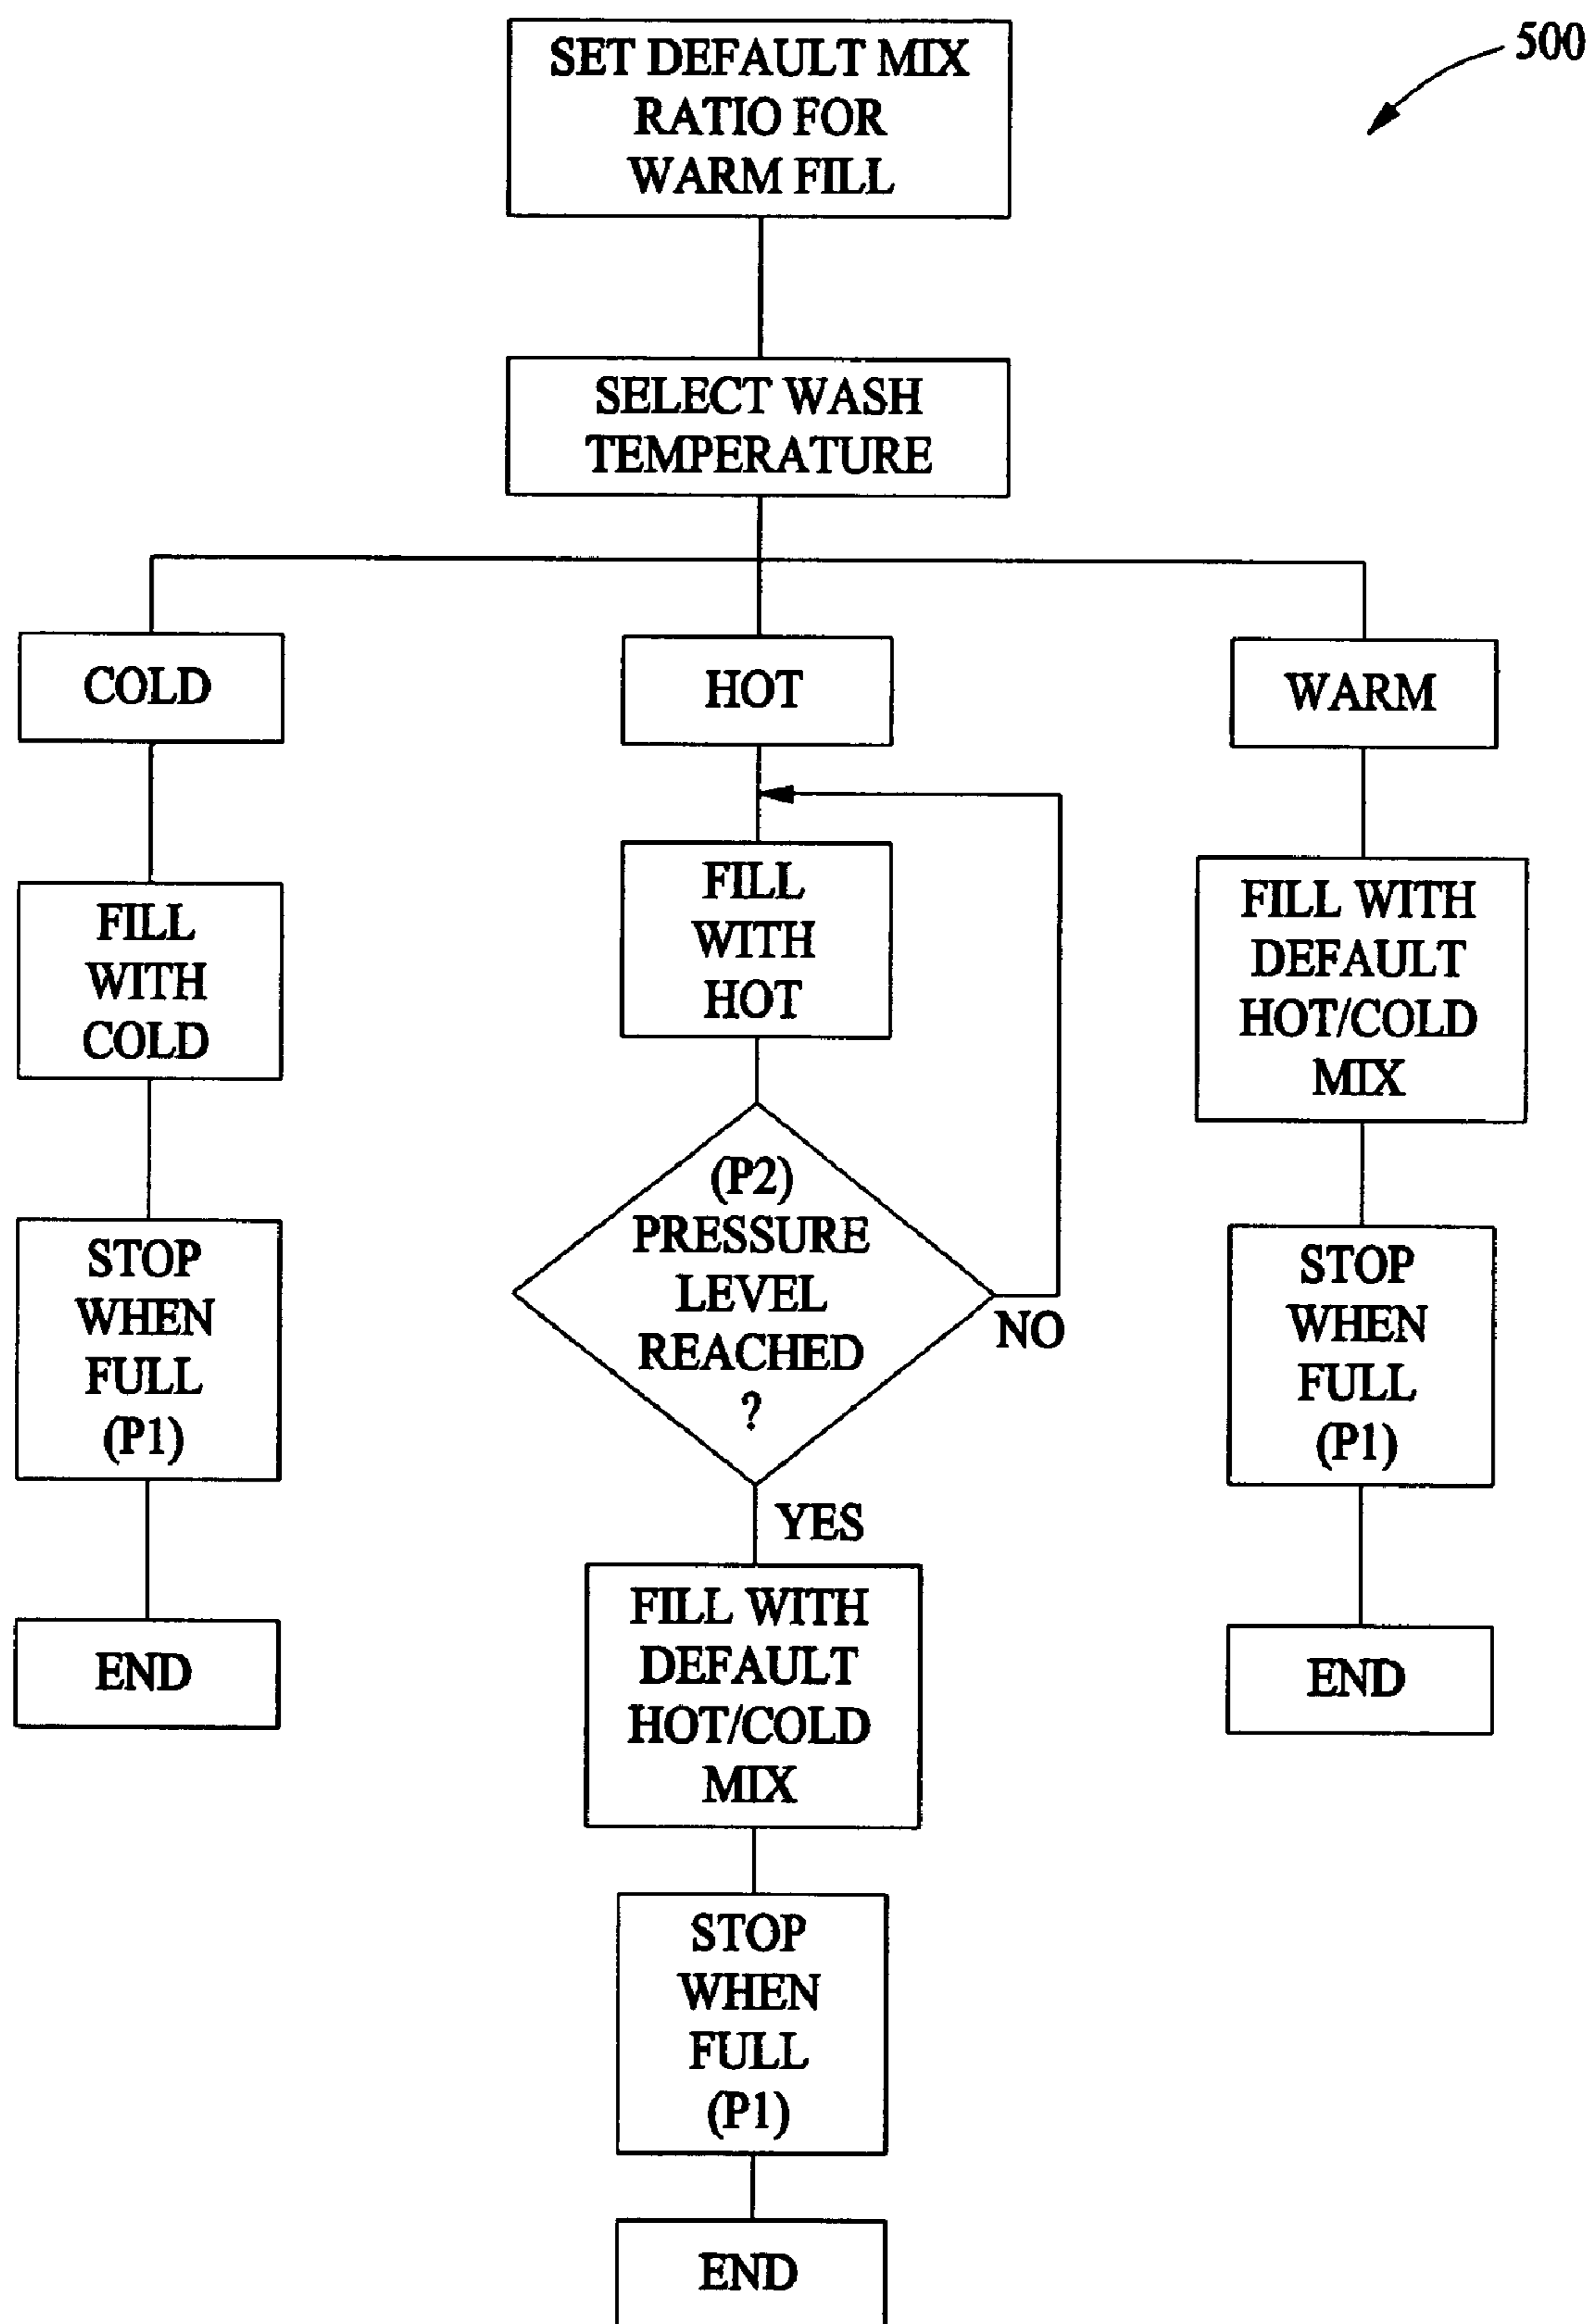 500
SET DEFAULT MIX
RATIO FOR
WARM FILL
SELECT WASH
TEMPERATURE
COLD
FILL
WITH
COLD
STOP
WHEN
FULL
(P1)
END
HOT
FILL
WITH
HOT
(P2)
PRESSURE
LEVEL
REACHED
?
NO
YES
FILL WITH
DEFAULT
HOT/COLD
MIX
STOP
WHEN
FULL
(P1)
END
WARM
FILL WITH
DEFAULT
HOT/COLD
MIX
STOP
WHEN
FULL
(P1)
END